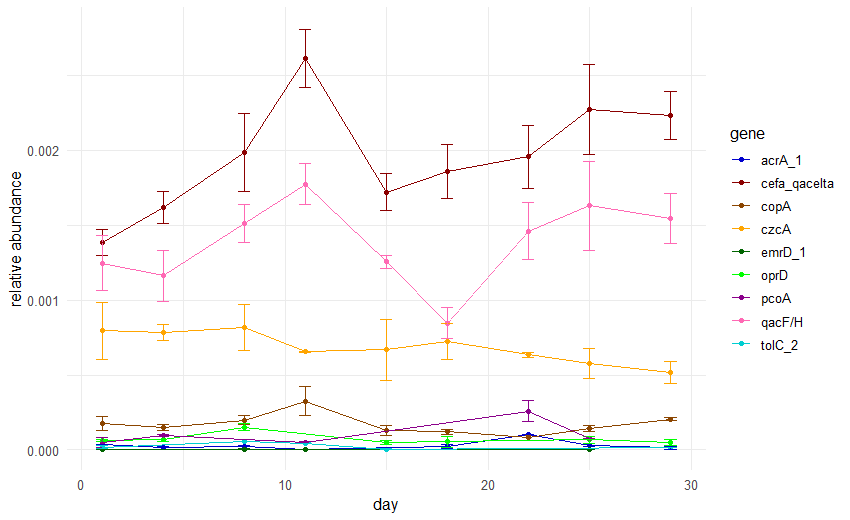 relative abundance
0.002
0.001
0.000
0
10
20
30
day
gene
acrA_1
cefa_qacelta
copA
czcA
emrD_1
oprD
pcoA
qacF/H
tolC_2